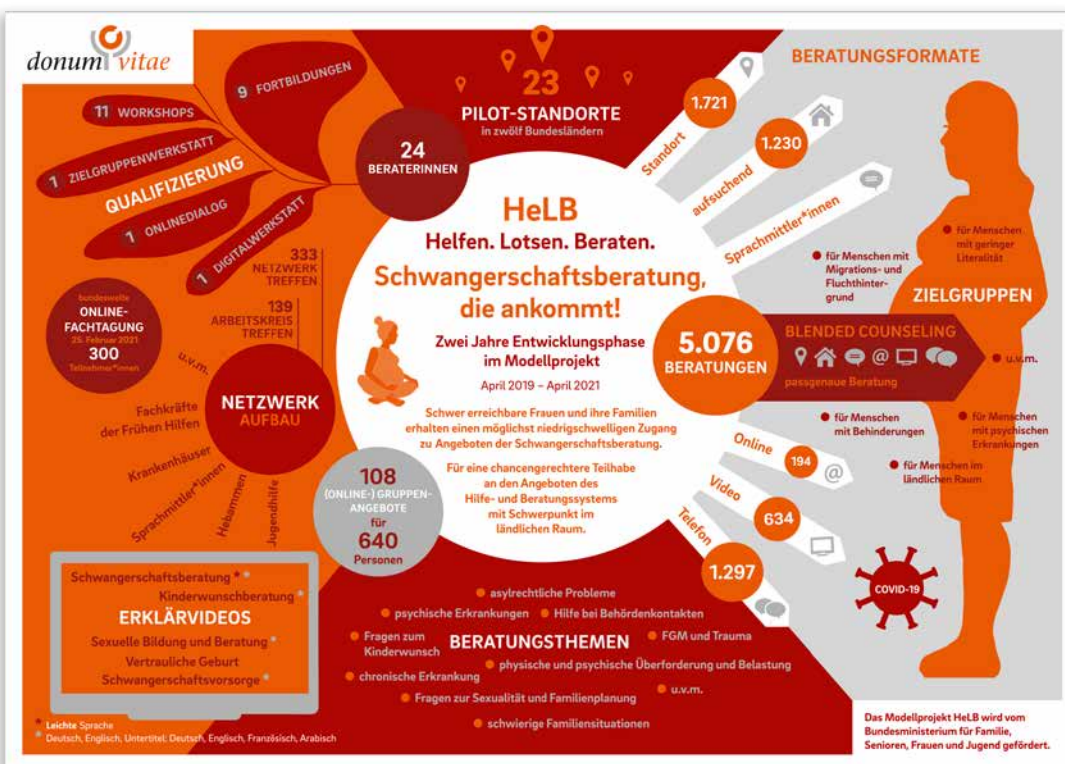 donum vitae
9 FORTBILDUNGEN
11 WORKSHOPS
1 ZIELGRUPPENWERKSTATT
QUALIFIZIERUNG
1 ONLINEDIALOG
1 DIGITALWERKSTATT
24
BERATERINNEN
23
PILOT-STANDORTE
in zwölf Bundesländern
HeLB
Helfen. Lotsen. Beraten.
Schwangerschaftsberatung,
die ankommt!
Zwei Jahre Entwicklungsphase
im Modellprojekt
April 2019 – April 2021
Schwer erreichbare Frauen und ihre Familien
erhalten einen möglichst niedrigschwelligen Zugang
zu Angeboten der Schwangerschaftsberatung.
Für eine chancengerechtere Teilhabe
an den Angeboten des
Hilfe- und Beratungssystems
mit Schwerpunkt im
ländlichen Raum.
333
NETZWERK
TREFFEN
139
ARBEITSKREIS
TREFFEN
bundesweite
ONLINE-
FACHTAGUNG
25. Februar 2021
300
Teilnehmer*innen
NETZWERK
AUFBAU
u.v.m.
Fachkräfte
der Frühen Hilfen
Krankenhäuser
Sprachmittler*innen
Hebammen
Jugendhilfe
108
(ONLINE-) GRUPPEN-
ANGEBOTE
für
640
Personen
Schwangerschaftsberatung * *
Kinderwunschberatung *
ERKLÄRVIDEOS
Sexuelle Bildung und Beratung *
Vertrauliche Geburt
Schwangerschaftsvorsorge *
* Leichte Sprache
* Deutsch, Englisch, Untertitel: Deutsch, Englisch, Französisch, Arabisch
• asylrechtliche Probleme
• psychische Erkrankungen
• Hilfe bei Behördenkontakten
• Fragen zum
Kinderwunsch
BERATUNGSTHEMEN
• FGM und Trauma
• physische und psychische Überforderung und Belastung
• chronische Erkrankung
• u.v.m.
• Fragen zur Sexualität und Familienplanung
• schwierige Familiensituationen
BERATUNGSFORMATE
Standort 1.721
aufsuchend 1.230
Sprachmittler*innen
5.076
BERATUNGEN
BLENDED COUNSELING
@
passgenaue Beratung
Online 194 @
Video 634
Telefon 1.297
ZIELGRUPPEN
• für Menschen
mit geringer
Literalität
• für Menschen mit
Migrations- und
Fluchthinter-
grund
• u.v.m.
• für Menschen
mit Behinderungen
• für Menschen
mit psychischen
Erkrankungen
• für Menschen im
ländlichen Raum
COVID-19
Das Modellprojekt HeLB wird vom
Bundesministerium für Familie,
Senioren, Frauen und Jugend gefördert.